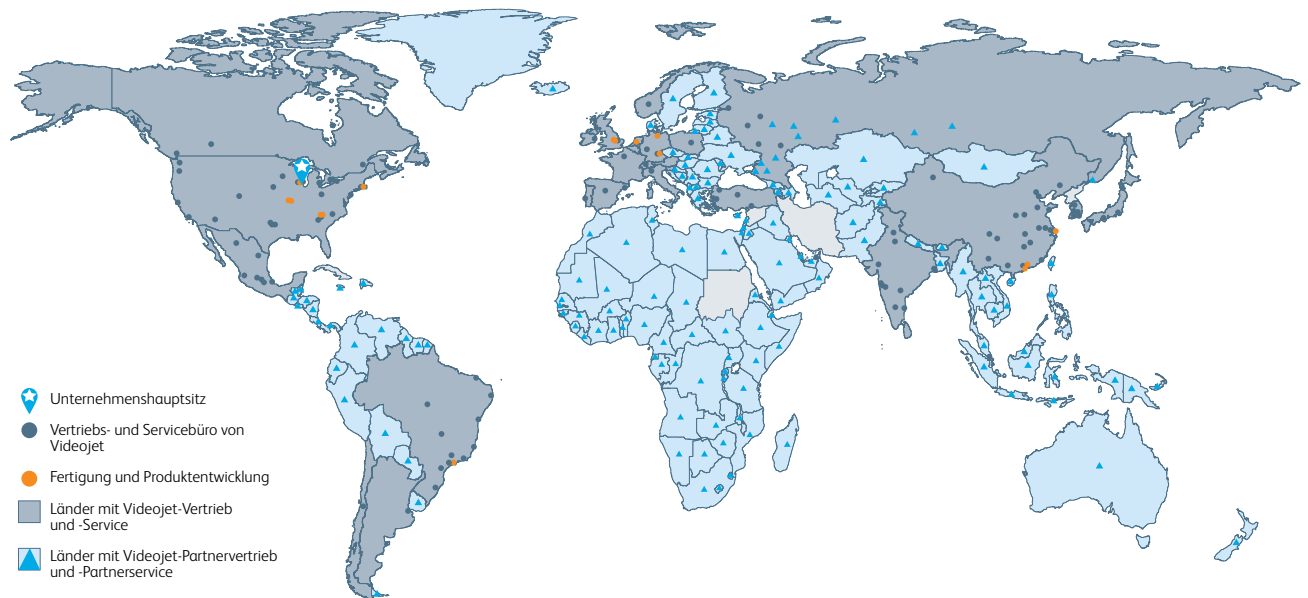 Unternehmenshauptsitz
Vertriebs- und Servicebüro von
Videojet
Fertigung und Produktentwicklung
Länder mit Videojet-Vertrieb
und -Service
Länder mit Videojet-Partnervertrieb
und -Partnerservice